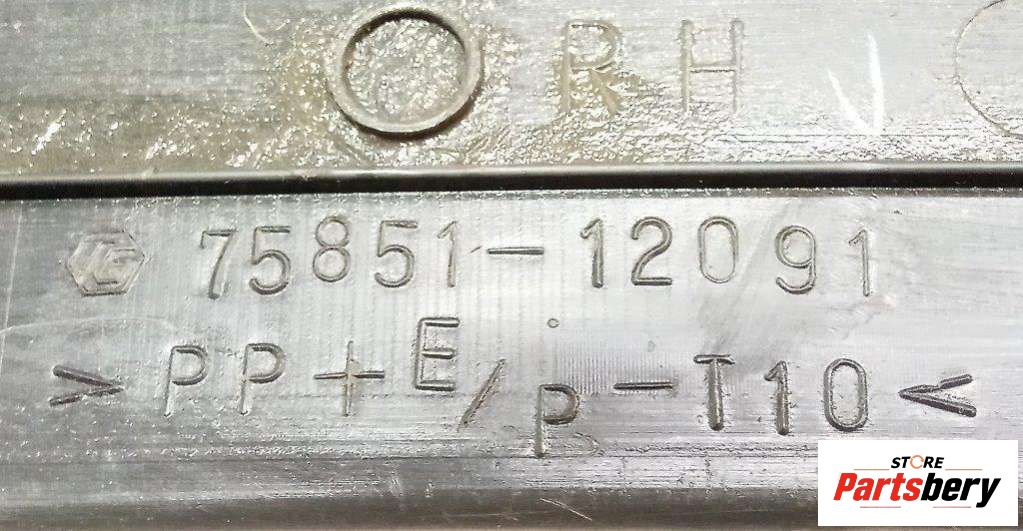 RH
75851-12091
>PP+E/P-T10<
STORE
Partsbery